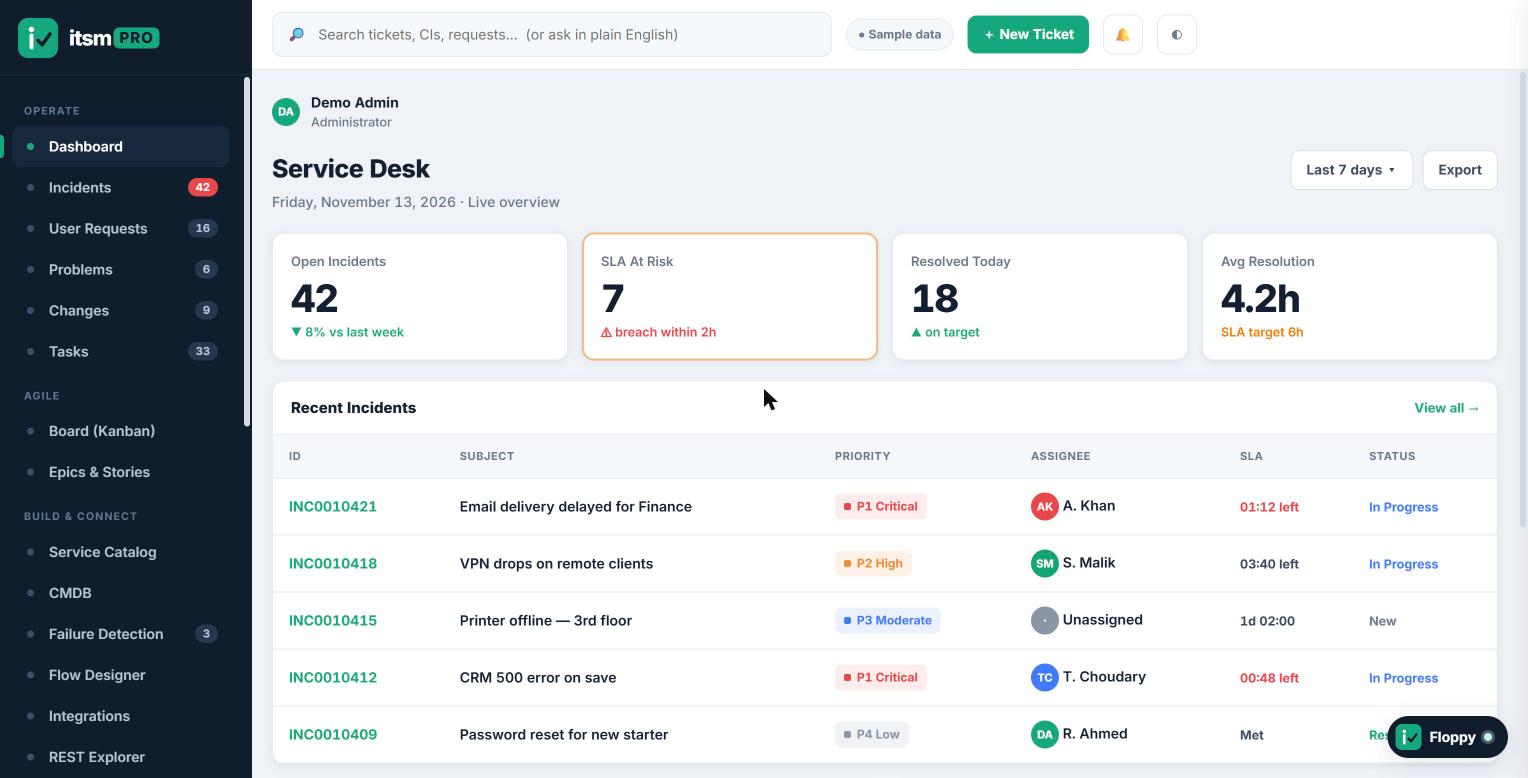 itsm PRO
OPERATE
Dashboard
Incidents 42
User Requests 16
Problems 6
Changes 9
Tasks 33
AGILE
Board (Kanban)
Epics & Stories
BUILD & CONNECT
Service Catalog
CMDB
Failure Detection 3
Flow Designer
Integrations
REST Explorer
Search tickets, CIs, requests... (or ask in plain English)
Sample data
+ New Ticket
DA
Demo Admin
Administrator
Service Desk
Friday, November 13, 2026 · Live overview
Last 7 days ▾
Export
Open Incidents
42
▼ 8% vs last week
SLA At Risk
7
⚠ breach within 2h
Resolved Today
18
▲ on target
Avg Resolution
4.2h
SLA target 6h
Recent Incidents
View all →
ID SUBJECT PRIORITY ASSIGNEE SLA STATUS
INC0010421 Email delivery delayed for Finance P1 Critical AK A. Khan 01:12 left In Progress
INC0010418 VPN drops on remote clients P2 High SM S. Malik 03:40 left In Progress
INC0010415 Printer offline — 3rd floor P3 Moderate · Unassigned 1d 02:00 New
INC0010412 CRM 500 error on save P1 Critical TC T. Choudary 00:48 left In Progress
INC0010409 Password reset for new starter P4 Low DA R. Ahmed Met
Floppy